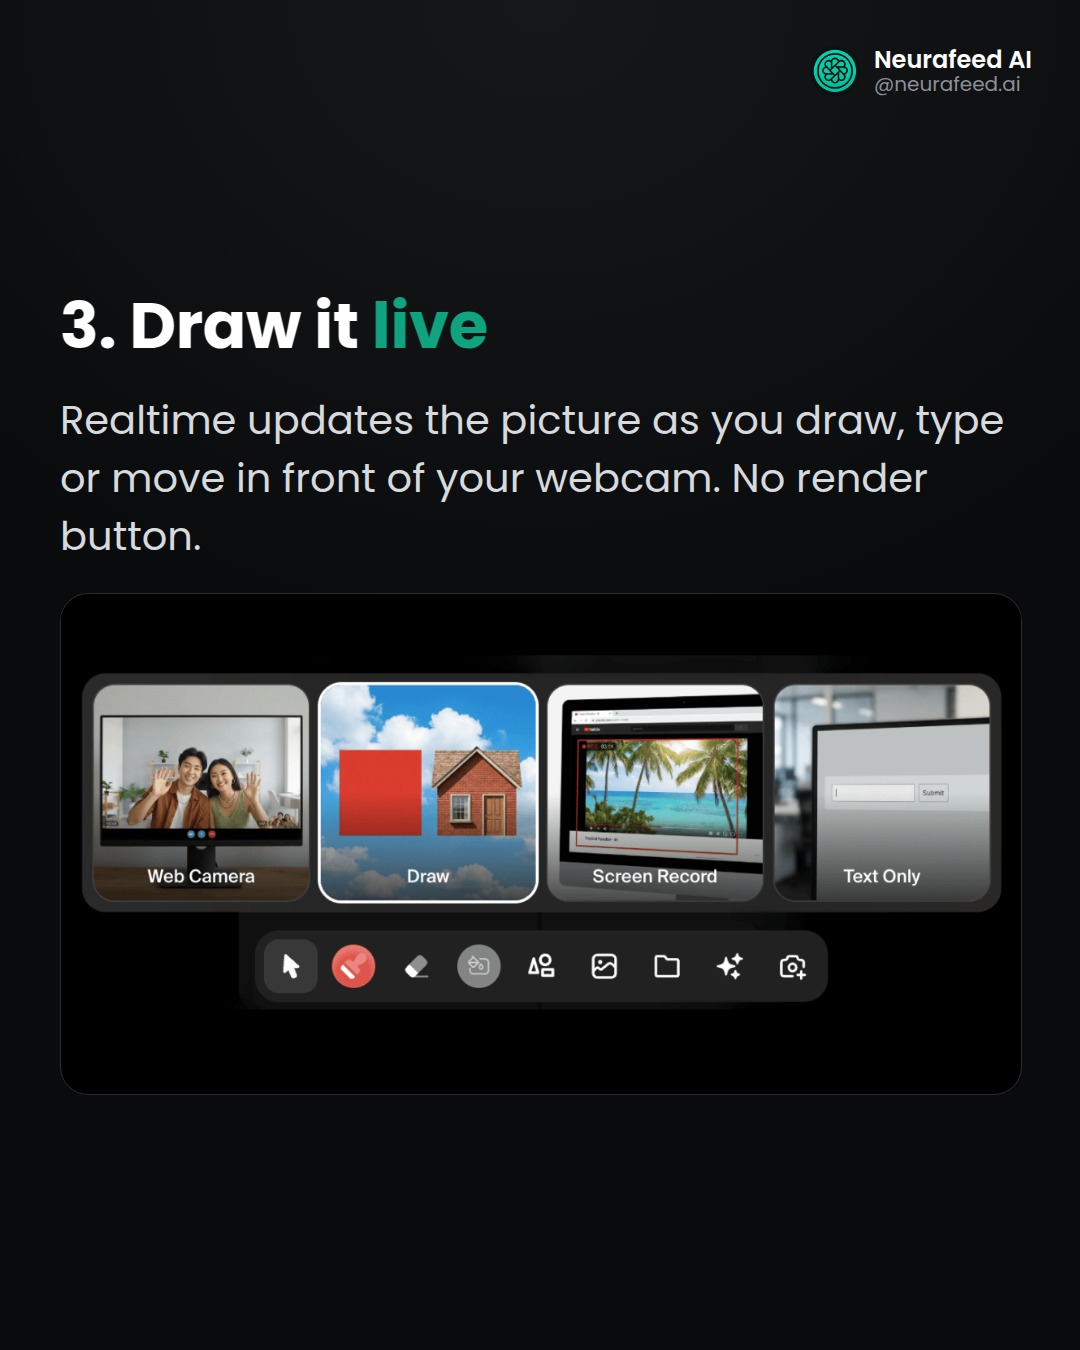 Neurafeed AI
@neurafeed.ai
3. Draw it live
Realtime updates the picture as you draw, type
or move in front of your webcam. No render
button.
Web Camera
Draw
Screen Record
Text Only
Submit